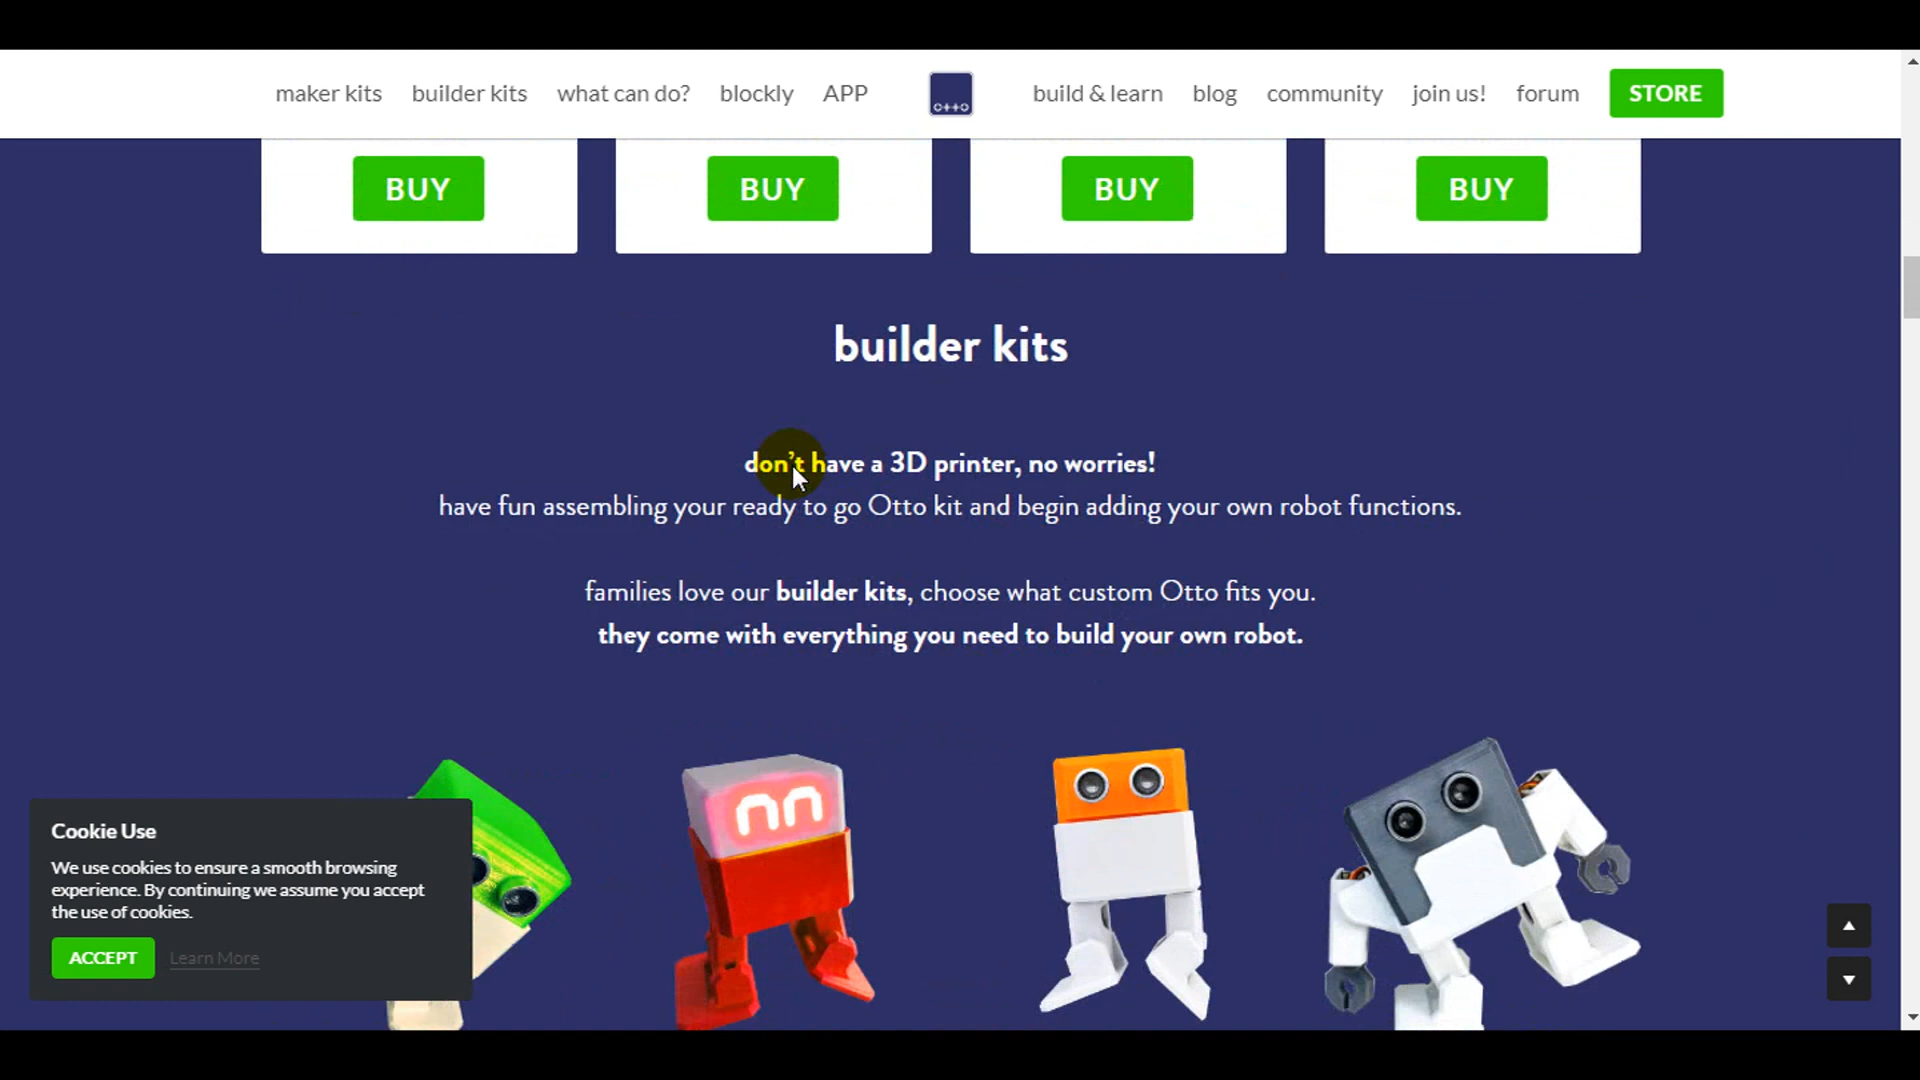 maker kits builder kits what can do? blockly APP OTTO build & learn blog community join us! forum STORE
BUY BUY BUY BUY
builder kits
don't have a 3D printer, no worries!
have fun assembling your ready to go Otto kit and begin adding your own robot functions.
families love our builder kits, choose what custom Otto fits you.
they come with everything you need to build your own robot.
Cookie Use
We use cookies to ensure a smooth browsing
experience. By continuing we assume you accept
the use of cookies.
ACCEPT Learn More